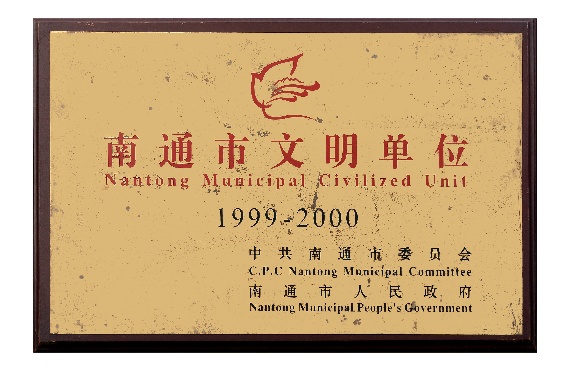 南通市文明单位
Nantong Municipal Civilized Unit
1999-2000
中共南通市委员会
C.P.C Nantong Municipal Committee
南通市人民政府
Nantong Municipal People's Government